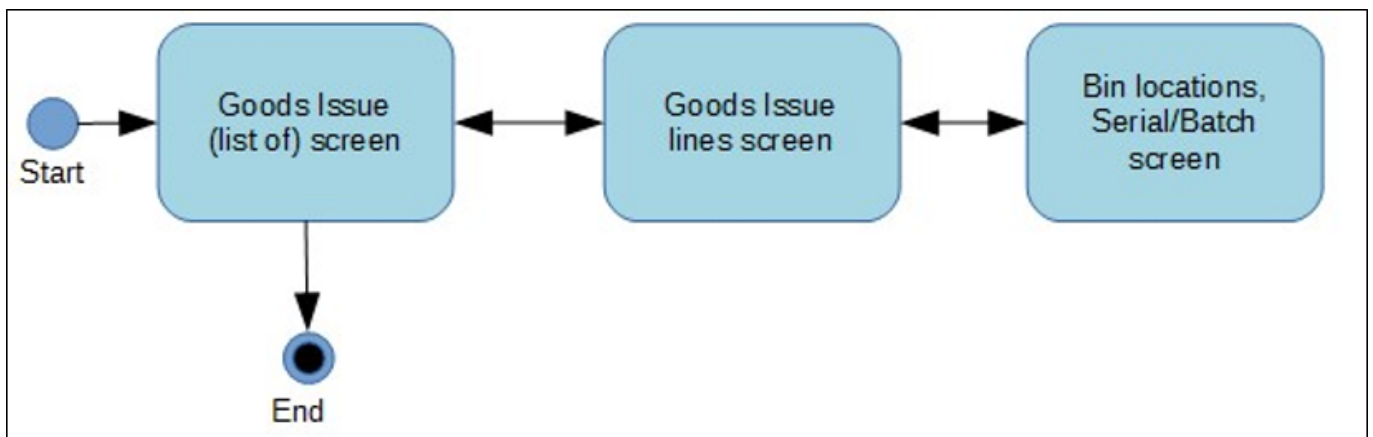 Goods Issue
(list of) screen
Goods Issue
lines screen
Bin locations,
Serial/Batch
screen
Start
End